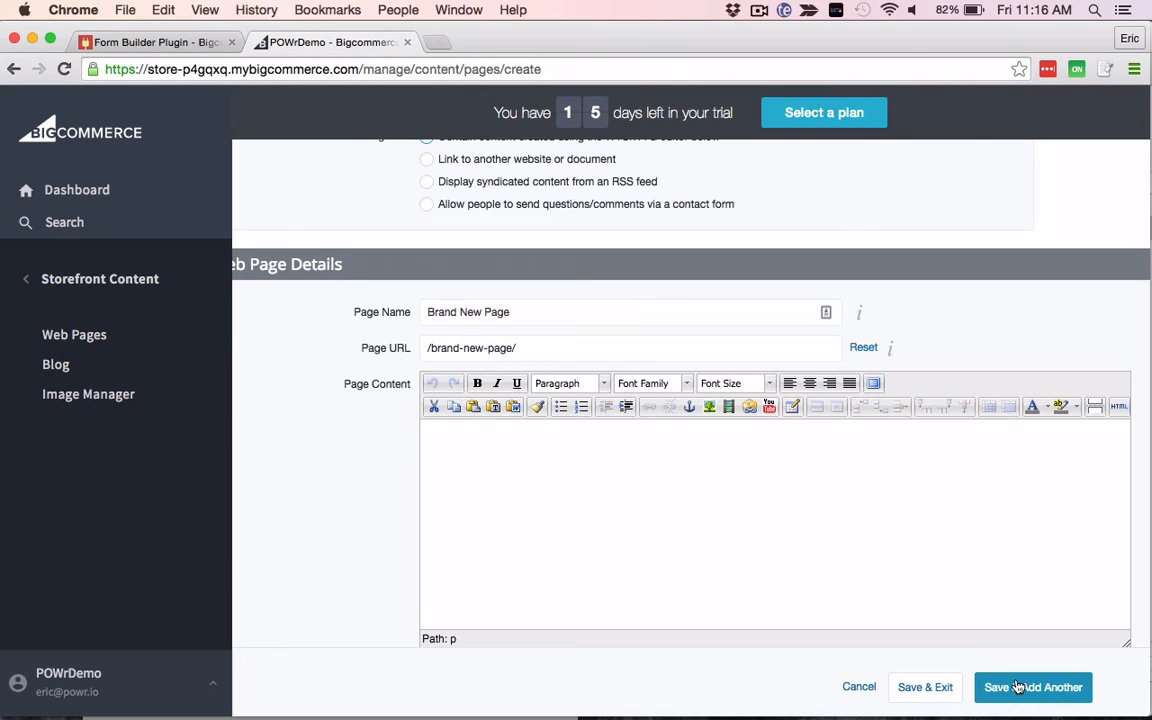 Chrome File Edit View History Bookmarks People Window Help 82% Fri 11:16 AM
Form Builder Plugin - Bigc
POWrDemo - Bigcommerc
Eric
https://store-p4gqxq.mybigcommerce.com/manage/content/pages/create
ON
BIGCOMMERCE
You have 1 5 days left in your trial
Select a plan
Dashboard
Search
Storefront Content
Web Pages
Blog
Image Manager
POWrDemo
eric@powr.io
Link to another website or document
Display syndicated content from an RSS feed
Allow people to send questions/comments via a contact form
eb Page Details
Page Name Brand New Page
Page URL /brand-new-page/ Reset
Page Content
B I U Paragraph Font Family Font Size
You Tube A ab HTML
Path: p
Cancel Save & Exit Save Add Another